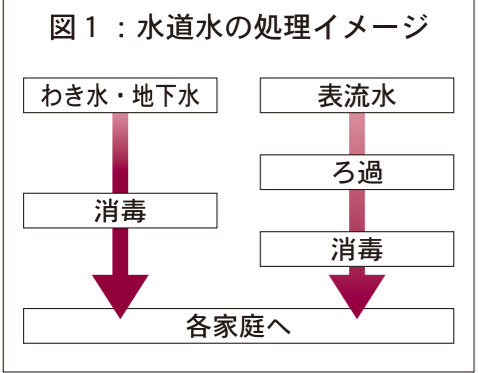 図1：水道水の処理イメージ
わき水・地下水
消毒
表流水
ろ過
消毒
各家庭へ